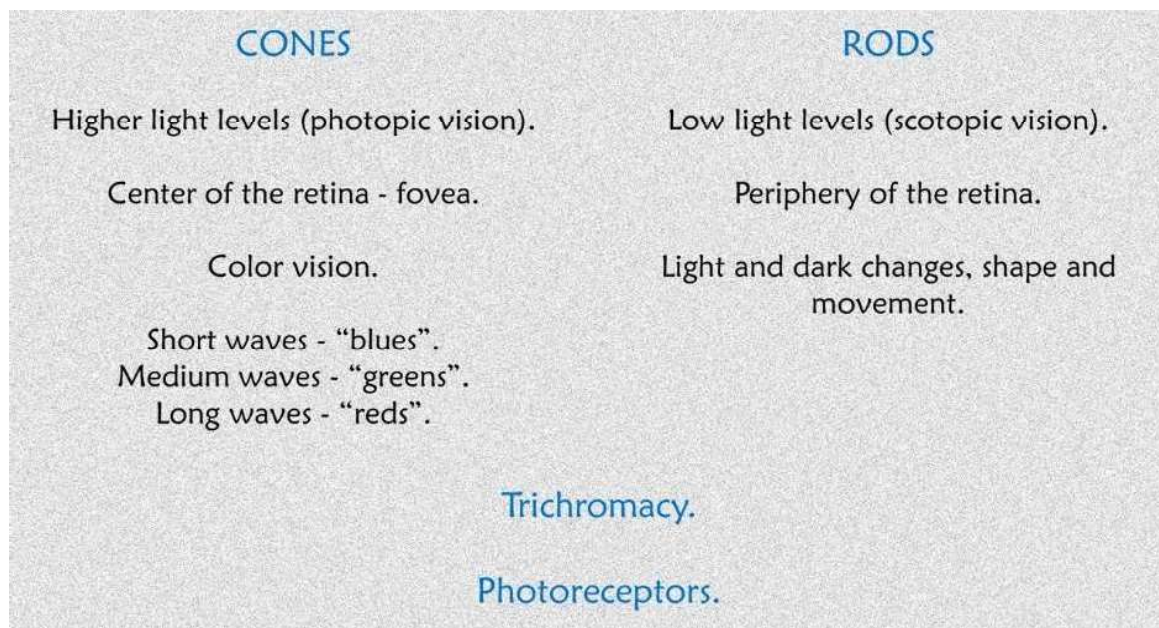 CONES
Higher light levels (photopic vision).
Center of the retina - fovea.
Color vision.
Short waves - “blues”.
Medium waves - “greens”.
Long waves - “reds”.
RODS
Low light levels (scotopic vision).
Periphery of the retina.
Light and dark changes, shape and
movement.
Trichromacy.
Photoreceptors.